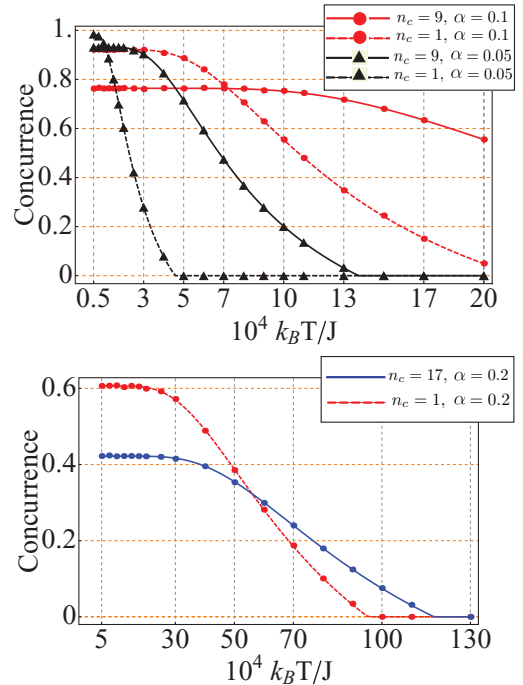 n_c = 9, α = 0.1
n_c = 1, α = 0.1
n_c = 9, α = 0.05
n_c = 1, α = 0.05
1.
0.8
0.6
0.4
0.2
0
Concurrence
0.5 3 5 7 10 13 17 20
10^4 k_BT/J
n_c = 17, α = 0.2
n_c = 1, α = 0.2
0.6
0.4
0.2
0
Concurrence
5 30 50 70 100 130
10^4 k_BT/J